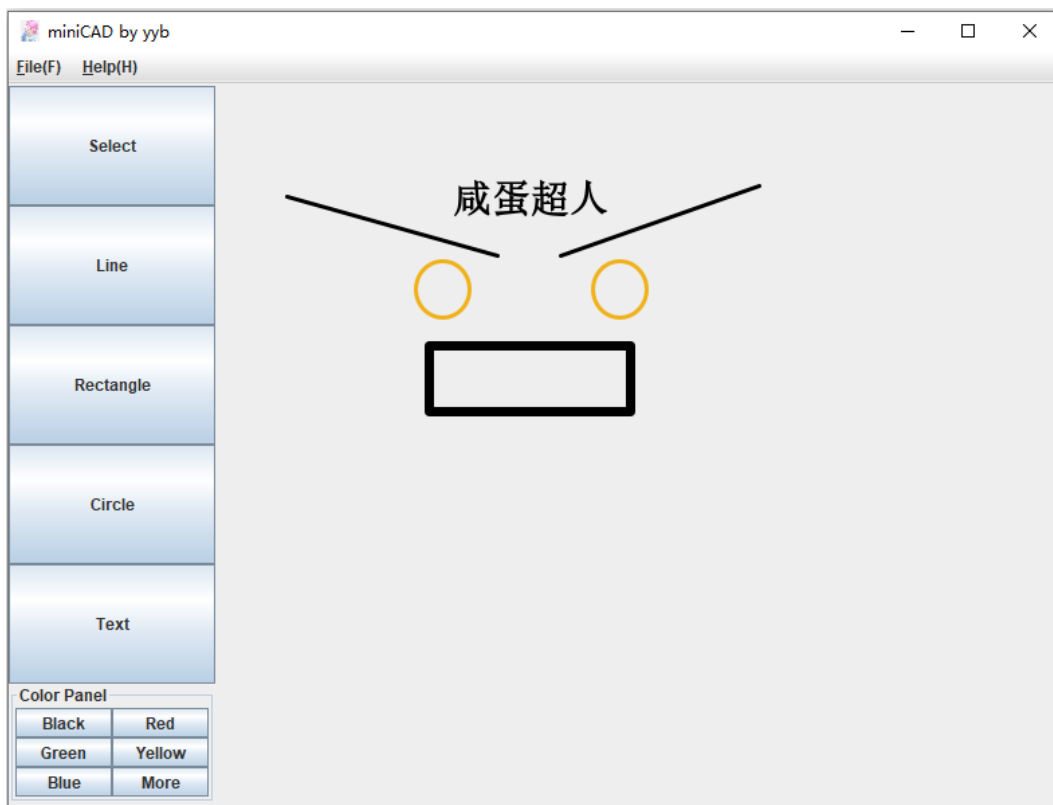 miniCAD by yyb
File(F) Help(H)
Select
Line
Rectangle
Circle
Text
Color Panel
Black Red
Green Yellow
Blue More
咸蛋超人